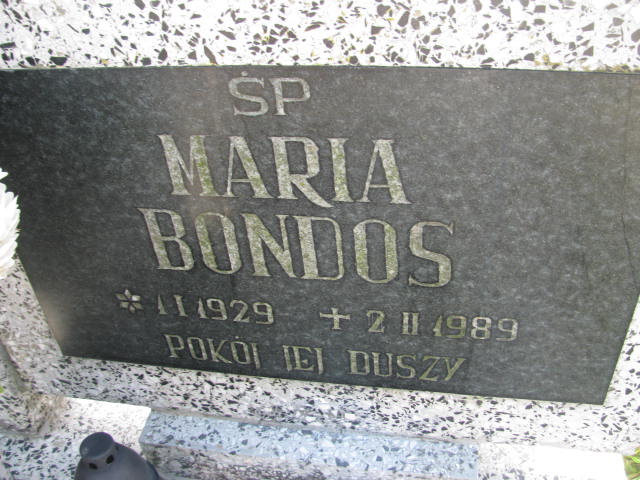 ŚP
MARIA
BONDOS
* 1 I 1929 + 2 II 1989
POKÓJ JEJ DUSZY